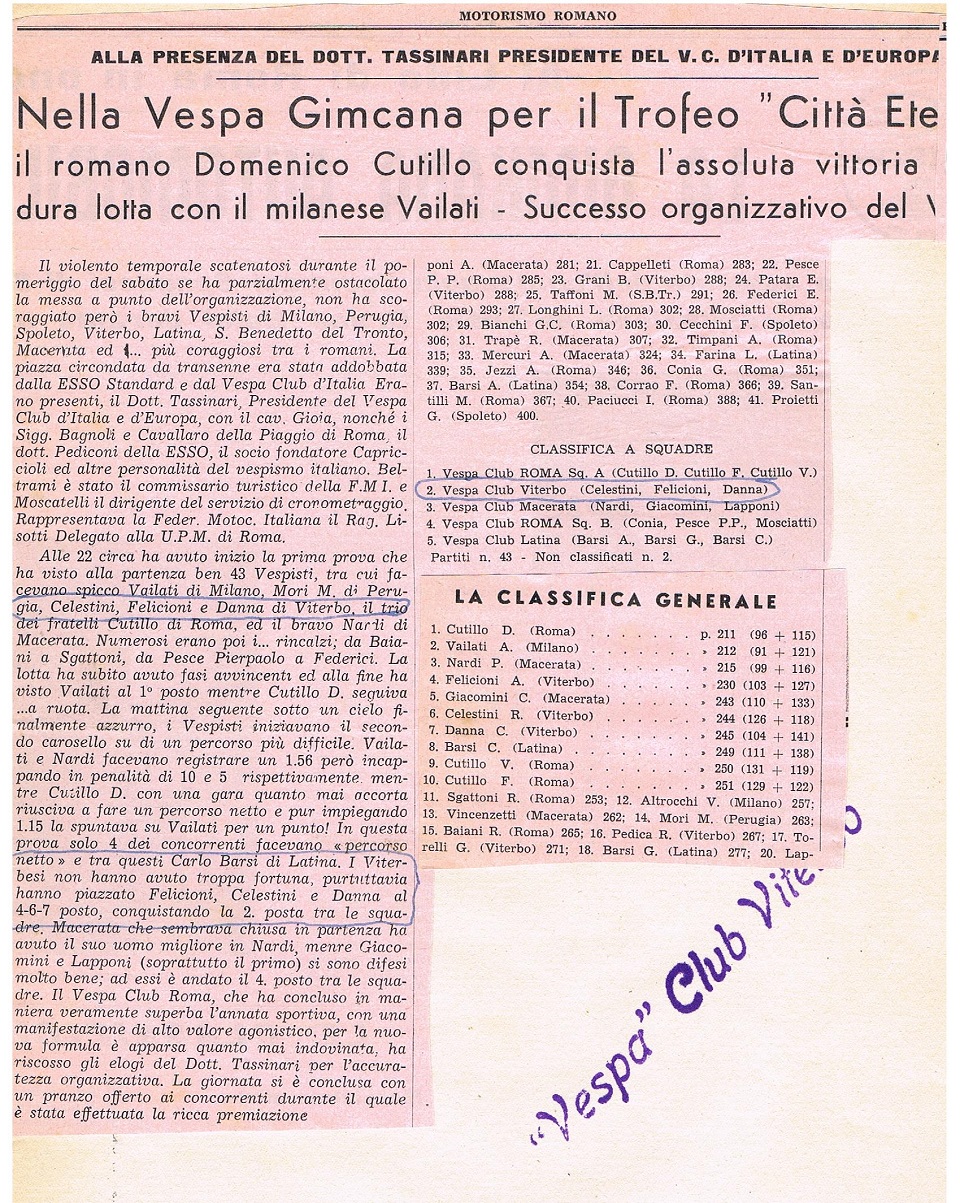 MOTORISMO ROMANO
ALLA PRESENZA DEL DOTT. TASSINARI PRESIDENTE DEL V.C. D'ITALIA E D'EUROPA
Nella Vespa Gimcana per il Trofeo "Città Ete
il romano Domenico Cutillo conquista l'assoluta vittoria
dura lotta con il milanese Vailati - Successo organizzativo del V
Il violento temporale scatenatosi durante il po-
meriggio del sabato se ha parzialmente ostacolato
la messa a punto dell'organizzazione, non ha sco-
raggiato però i bravi Vespisti di Milano, Perugia,
Spoleto, Viterbo, Latina, S. Benedetto del Tronto,
Macerata ed i... più coraggiosi tra i romani. La
piazza circondata da transenne era stata addobbata
dalla ESSO Standard e dal Vespa Club d'Italia Era-
no presenti, il Dott. Tassinari, Presidente del Vespa
Club d'Italia e d'Europa, con il cav. Gioia, nonché i
Sigg. Bagnoli e Cavallaro della Piaggio di Roma, il
dott. Pediconi della ESSO, il socio fondatore Capric-
cioli ed altre personalità del vespismo italiano. Bel-
trami è stato il commissario turistico della F.M I. e
Moscatelli il dirigente del servizio di cronometraggio.
Rappresentava la Feder. Motoc. Italiana il Rag. Li-
sotti Delegato alla U.P.M. di Roma.
Alle 22 circa ha avuto inizio la prima prova che
ha visto alla partenza ben 43 Vespisti, tra cui fa-
cevano spicco Vailati di Milano, Mori M. di Peru-
gia, Celestini, Felicioni e Danna di Viterbo, il trio
dei fratelli Cutillo di Roma, ed il bravo Nardi di
Macerata. Numerosi erano poi i... rincalzi; da Baia-
ni a Sgattoni, da Pesce Pierpaolo a Federici. La
lotta ha subito avuto fasi avvincenti ed alla fine ha
visto Vailati al 1º posto mentre Cutillo D. seguiva
...a ruota. La mattina seguente sotto un cielo fi-
nalmente azzurro, i Vespisti iniziavano il secon-
do carosello su di un percorso più difficile. Vaila-
ti e Nardi facevano registrare un 1.56 però incap-
pando in penalità di 10 e 5 rispettivamente. men-
tre Cutillo D. con una gara quanto mai accorta
riusciva a fare un percorso netto e pur impiegando
1.15 la spuntava su Vailati per un punto! In questa
prova solo 4 dei concorrenti facevano «percorso
netto» e tra questi Carlo Barsi di Latina. I Viter-
besi non hanno avuto troppa fortuna, purtuttavia
hanno piazzato Felicioni, Celestini e Danna al
4-6-7 posto, conquistando la 2. posta tra le squa-
dre. Macerata che sembrava chiusa in partenza ha
avuto il suo uomo migliore in Nardi, menre Giaco-
mini e Lapponi (soprattutto il primo) si sono difesi
molto bene; ad essi è andato il 4. posto tra le squa-
dre. Il Vespa Club Roma, che ha concluso in ma-
niera veramente superba l'annata sportiva, con una
manifestazione di alto valore agonistico, per la nuo-
va formula è apparsa quanto mai indovinata, ha
riscosso gli elogi del Dott. Tassinari per l'accura-
tezza organizzativa. La giornata si è conclusa con
un pranzo offerto ai concorrenti durante il quale
è stata effettuata la ricca premiazione
poni A. (Macerata) 281; 21. Cappelleti (Roma) 283; 22. Pesce
P. P. (Roma) 285; 23. Grani B. (Viterbo) 288; 24. Patara E.
(Viterbo) 288; 25. Taffoni M. (S.B.Tr.) 291; 26. Federici E.
(Roma) 293; 27. Longhini L. (Roma) 302; 28. Mosciatti (Roma)
302; 29. Bianchi G.C. (Roma) 303; 30. Cecchini F. (Spoleto)
306; 31. Trapè R. (Macerata) 307; 32. Timpani A. (Roma)
315; 33. Mercuri A. (Macerata) 324; 34. Farina L. (Latina)
339; 35. Jezzi A. (Roma) 346; 36. Conia G. (Roma) 351;
37. Barsi A. (Latina) 354; 38. Corrao F. (Roma) 366; 39. San-
tilli M. (Roma) 367; 40. Paciucci I. (Roma) 388; 41. Proietti
G. (Spoleto) 400.
CLASSIFICA A SQUADRE
1. Vespa Club ROMA Sq. A (Cutillo D. Cutillo F. Cutillo V.)
2. Vespa Club Viterbo (Celestini, Felicioni, Danna)
3. Vespa Club Macerata (Nardi, Giacomini, Lapponi)
4. Vespa Club ROMA Sq. B. (Conia, Pesce P.P., Mosciatti)
5. Vespa Club Latina (Barsi A., Barsi G., Barsi C.)
Partiti n. 43 - Non classificati n. 2.
LA CLASSIFICA GENERALE
1. Cutillo D. (Roma) . . . . . . . p. 211 (96 + 115)
2. Vailati A. (Milano) . . . . . . . » 212 (91 + 121)
3. Nardi P. (Macerata) . . . . . . . » 215 (99 + 116)
4. Felicioni A. (Viterbo) . . . . . . » 230 (103 + 127)
5. Giacomini C. (Macerata) . . . . . » 243 (110 + 133)
6. Celestini R. (Viterbo) . . . . . . » 244 (126 + 118)
7. Danna C. (Viterbo) . . . . . . . » 245 (104 + 141)
8. Barsi C. (Latina) . . . . . . . . » 249 (111 + 138)
9. Cutillo V. (Roma) . . . . . . . » 250 (131 + 119)
10. Cutillo F. (Roma) . . . . . . . » 251 (129 + 122)
11. Sgattoni R. (Roma) 253; 12. Altrocchi V. (Milano) 257;
13. Vincenzetti (Macerata) 262; 14. Mori M. (Perugia) 263;
15. Baiani R. (Roma) 265; 16. Pedica R. (Viterbo) 267; 17. To-
relli G. (Viterbo) 271; 18. Barsi G. (Latina) 277; 20. Lap-
"Vespa" Club Viterbo